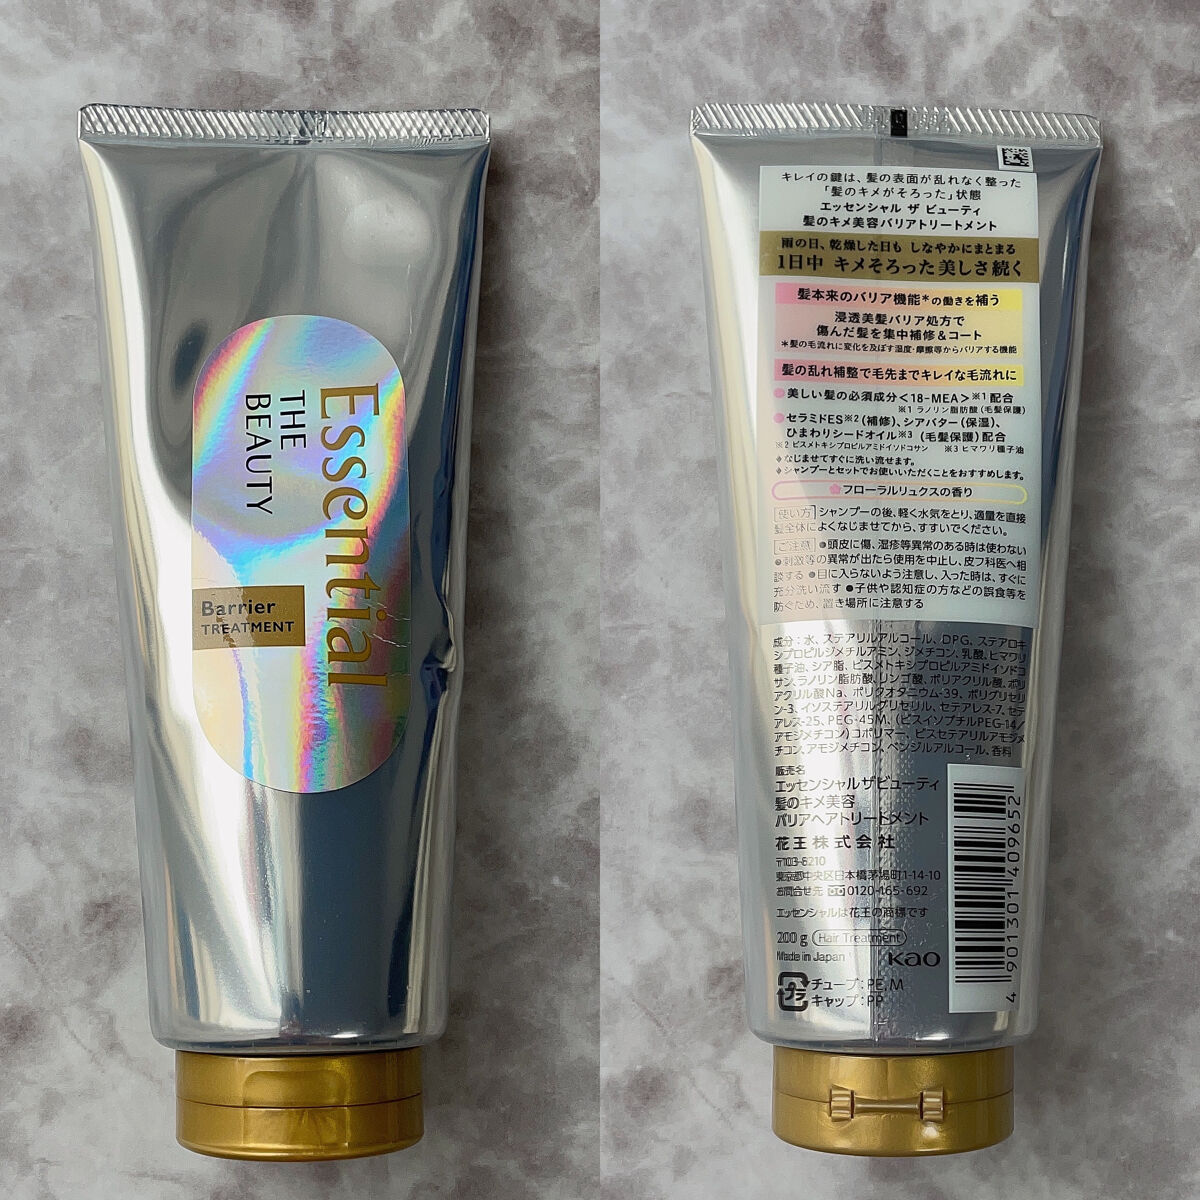 Essential
THE
BEAUTY
Barrier
TREATMENT
キレイの鍵は、髪の表面が乱れなく整った
「髪のキメがそろった」状態
エッセンシャル ザ ビューティ
髪のキメ美容バリアトリートメント
雨の日、乾燥した日も しなやかにまとまる
1日中 キメそろった美しさ続く
髪本来のバリア機能*の働きを補う
浸透美髪バリア処方で
傷んだ髪を集中補修&コート
*髪の毛流れに変化を及ぼす湿度・摩擦等からバリアする機能
髪の乱れ補整で毛先までキレイな毛流れに
美しい髪の必須成分<18-MEA>※1配合
※1 ラノリン脂肪酸(毛髪保護)
セラミドES※2(補修)、シアバター(保湿)、
ひまわりシードオイル※3 (毛髪保護)配合
※2 ビスメトキシプロピルアミドイソドコサン ※3 ヒマワリ種子油
なじませてすぐに洗い流せます。
シャンプーとセットでお使いいただくことをおすすめします。
フローラルリュクスの香り
使い方 シャンプーの後、軽く水気をとり、適量を直接
髪全体によくなじませてから、すすいでください。
ご注意 ●頭皮に傷、湿疹等異常のある時は使わない
●刺激等の異常が出たら使用を中止し、皮フ科医へ相
談する ●目に入らないよう注意し、入った時は、すぐに
充分洗い流す ●子供や認知症の方などの誤食等を
防ぐため、置き場所に注意する
成分:水、ステアリルアルコール、DPG、ステアロキ
シプロピルジメチルアミン、ジメチコン、乳酸、ヒマワリ
種子油、シア脂、ビスメトキシプロピルアミドイソドコ
サン、ラノリン脂肪酸、リンゴ酸、ポリアクリル酸、ポリ
アクリル酸Na、ポリクオタニウム-39、ポリグリセリ
ン-3、イソステアリルグリセリル、セテアレス-7、セテ
アレス-25、PEG-45M、(ビスイソブチルPEG-14/
アモジメチコン)コポリマー、ビスセテアリルアモジメ
チコン、アモジメチコン、ベンジルアルコール、香料
販売名
エッセンシャル ザビューティ
髪のキメ美容
バリアヘアトリートメント
花王株式会社
〒103-8210
東京都中央区日本橋茅場町1-14-10
お問合せ先 0120-165-692
エッセンシャルは花王の商標です
200g Hair Treatment
Made in Japan
Kao
プラ
チューブ:PE,M
キャップ:PP
4 901301 409652